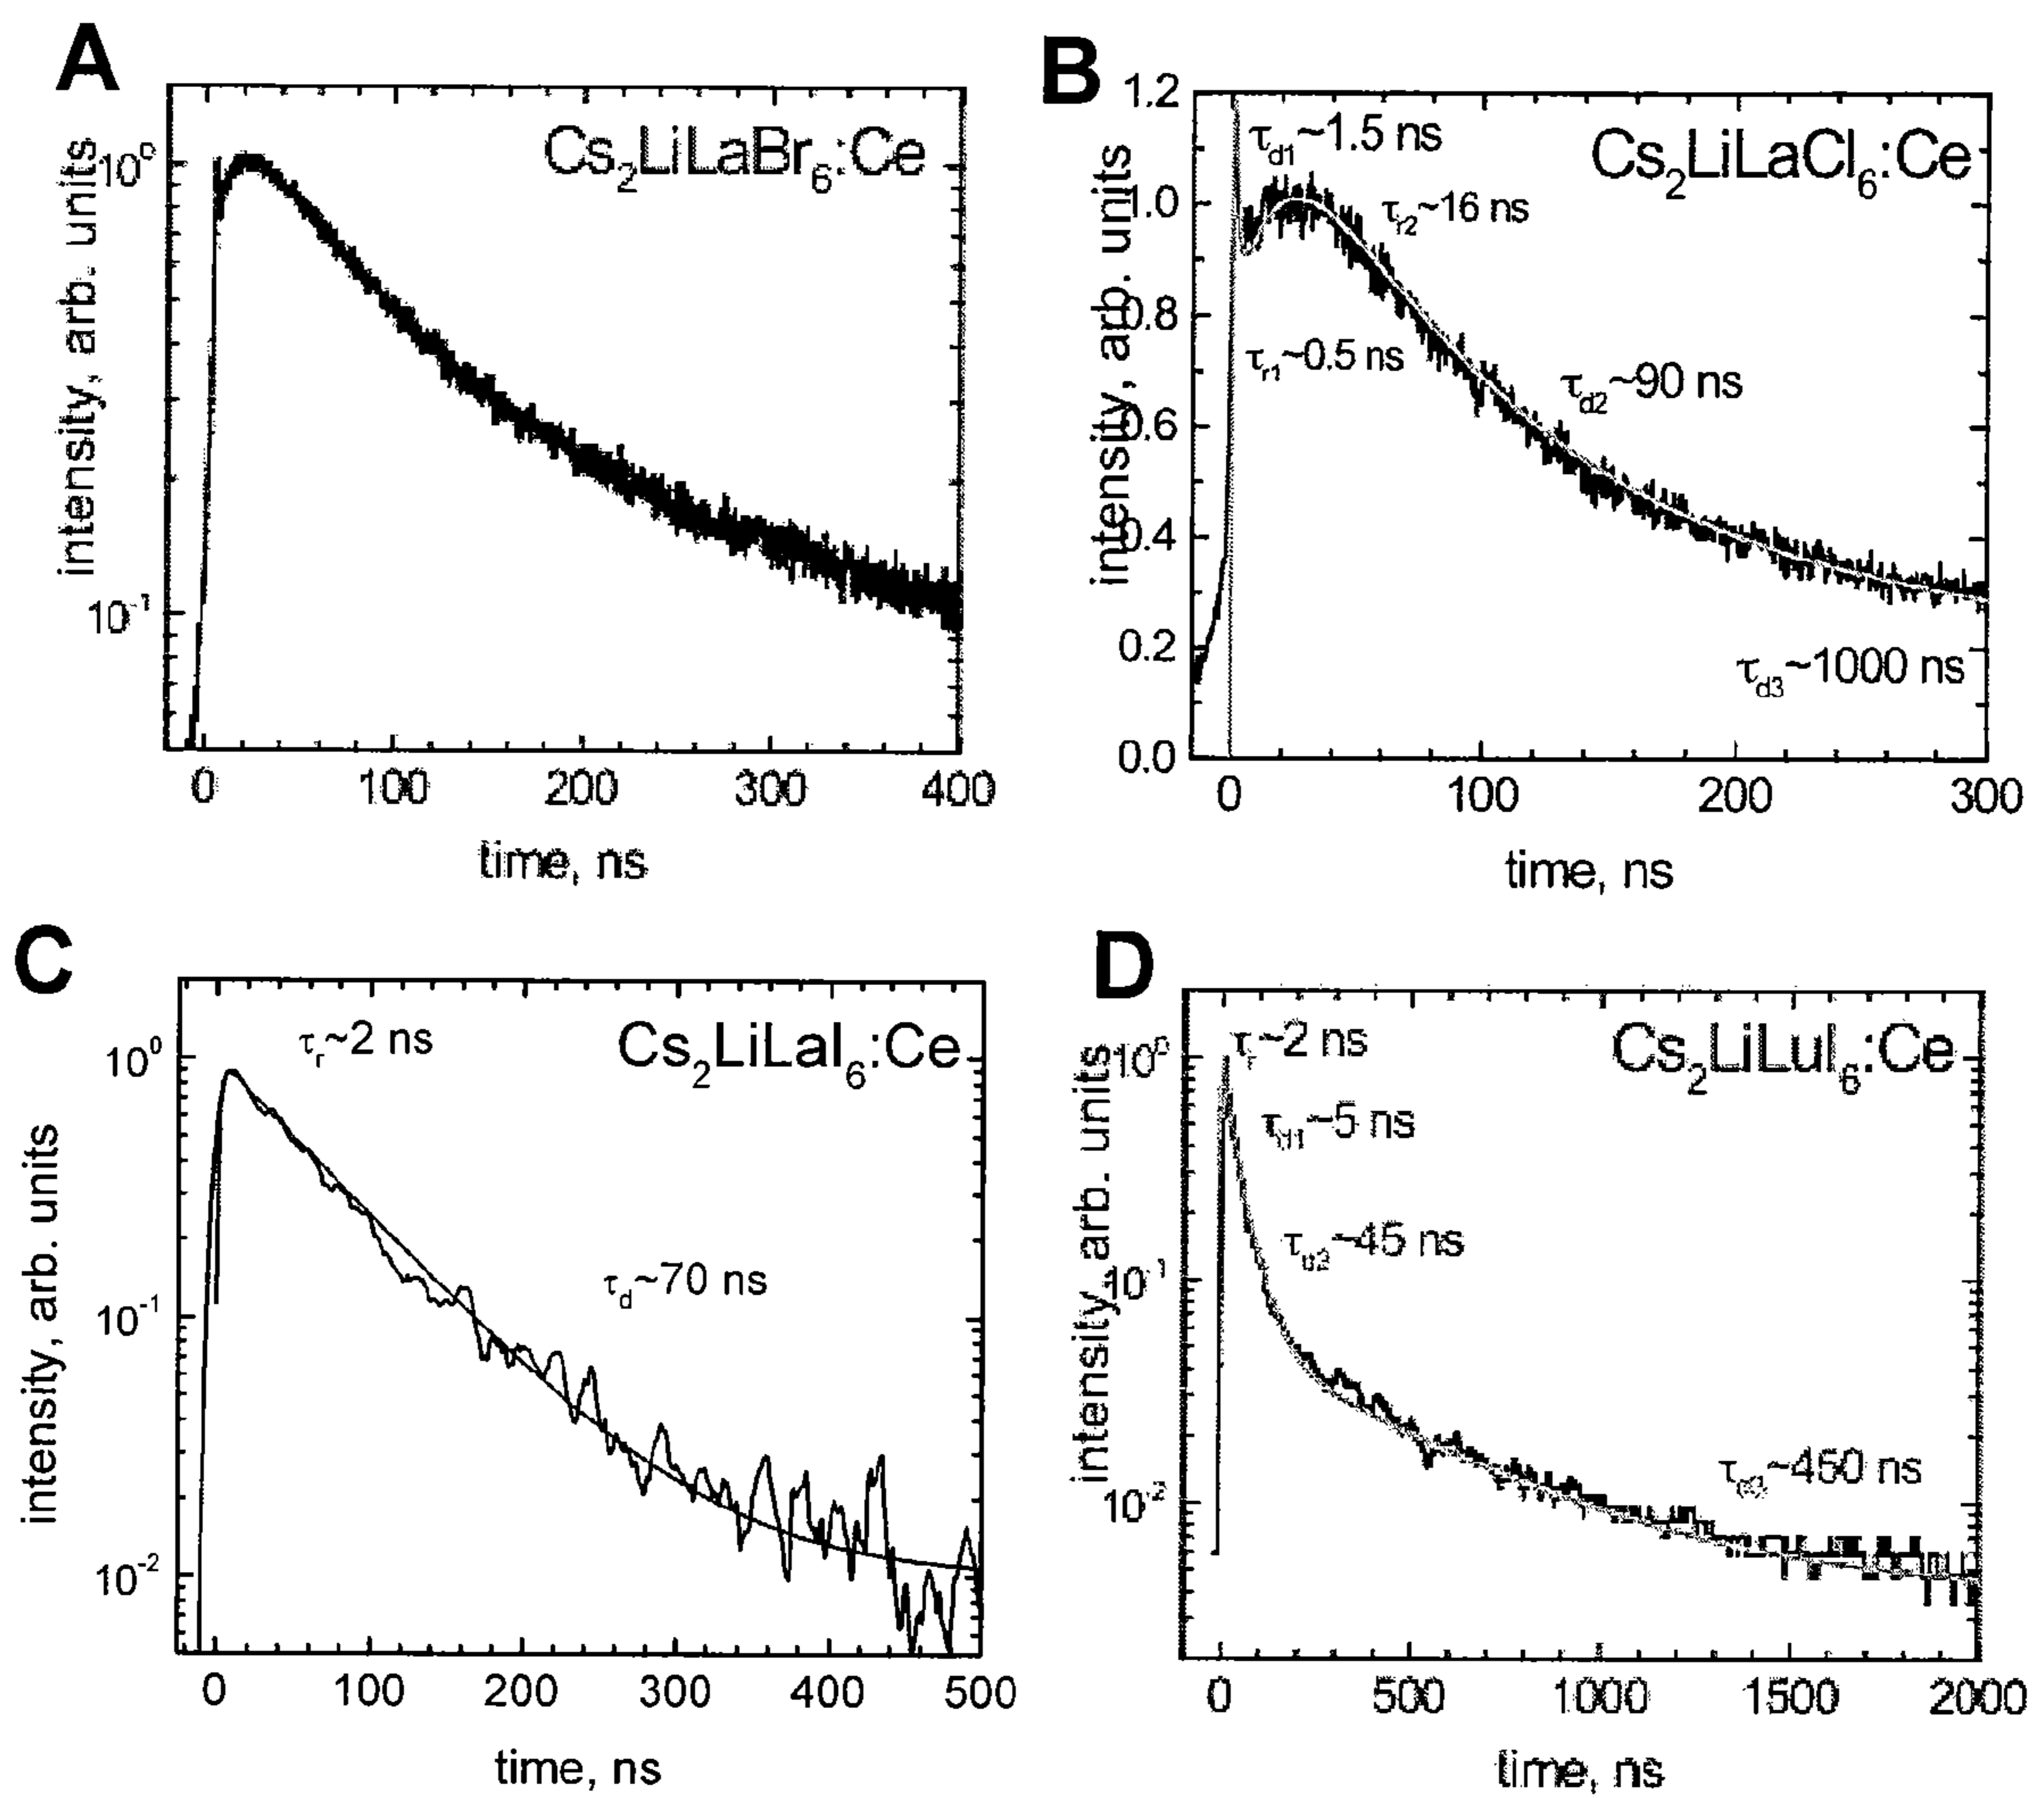 A
Cs2LiLaBr6:Ce
intensity, arb. units
10^0
10^-1
0 100 200 300 400
time, ns
B
Cs2LiLaCl6:Ce
intensity, arb. units
1.2
1.0
0.8
0.6
0.4
0.2
0.0
τd1~1.5 ns
τr2~16 ns
τr1~0.5 ns
τd2~90 ns
τd3~1000 ns
0 100 200 300
time, ns
C
τr~2 ns
Cs2LiLaI6:Ce
intensity, arb. units
10^0
10^-1
10^-2
τd~70 ns
0 100 200 300 400 500
time, ns
D
τr~2 ns
Cs2LiLuI6:Ce
intensity, arb. units
10^0
10^-1
10^-2
τd1~5 ns
τd2~45 ns
τd3~450 ns
0 500 1000 1500 2000
time, ns